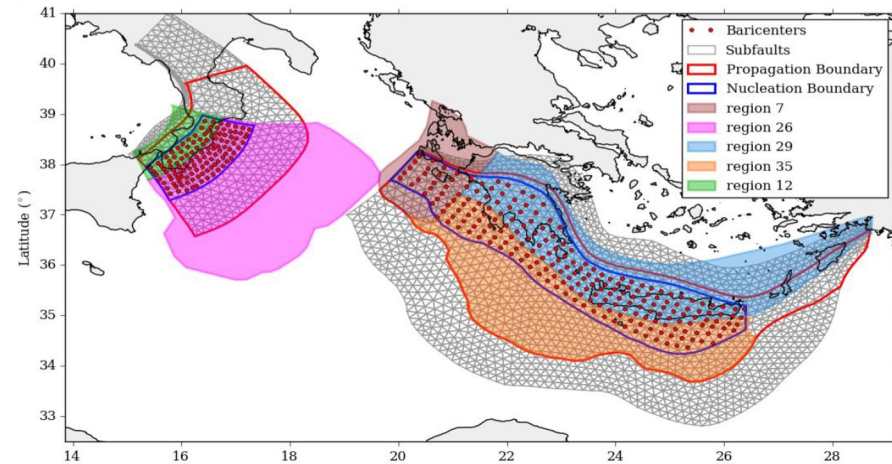 41
40
39
38
37
36
35
34
33
Latitude (°)
14
16
18
20
22
24
26
28
Baricenters
Subfaults
Propagation Boundary
Nucleation Boundary
region 7
region 26
region 29
region 35
region 12